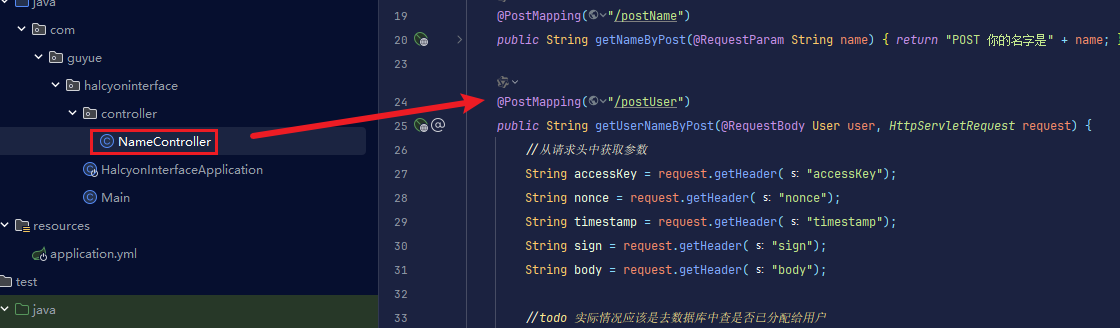 java
com
guyue
halcyoninterface
controller
NameController
HalcyonInterfaceApplication
Main
resources
application.yml
test
java
19 @PostMapping("/postName")
20 public String getNameByPost(@RequestParam String name) { return "POST 你的名字是" + name; }
23
24 @PostMapping("/postUser")
25 public String getUserNameByPost(@RequestBody User user, HttpServletRequest request) {
26 //从请求头中获取参数
27 String accessKey = request.getHeader( s: "accessKey");
28 String nonce = request.getHeader( s: "nonce");
29 String timestamp = request.getHeader( s: "timestamp");
30 String sign = request.getHeader( s: "sign");
31 String body = request.getHeader( s: "body");
32
33 //todo 实际情况应该是去数据库中查是否已分配给用户